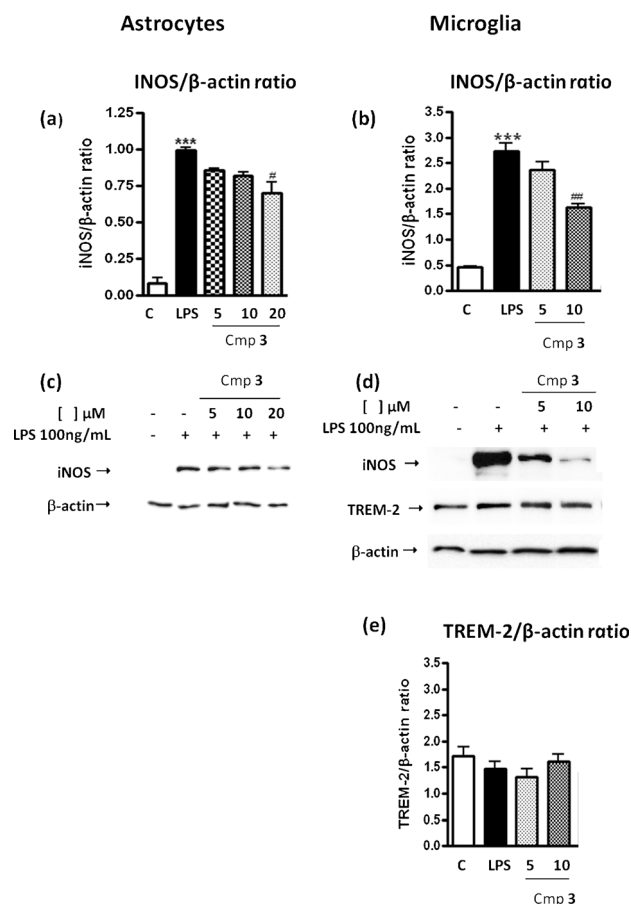 Astrocytes
Microglia
INOS/β-actin ratio
INOS/β-actin ratio
(a)
iNOS/β-actin ratio
1.25
1.00
0.75
0.50
0.25
0.00
***
#
C LPS 5 10 20
Cmp 3
(b)
iNOS/β-actin ratio
3.5
3.0
2.5
2.0
1.5
1.0
0.5
0.0
***
##
C LPS 5 10
Cmp 3
(c)
Cmp 3
[ ] µM - - 5 10 20
LPS 100ng/mL - + + + +
iNOS →
β-actin→
(d)
Cmp 3
[ ] µM - - 5 10
LPS 100ng/mL - + + +
iNOS →
TREM-2 →
β-actin →
(e)
TREM-2/β-actin ratio
TREM-2/β-actin ratio
3.5
3.0
2.5
2.0
1.5
1.0
0.5
0.0
C LPS 5 10
Cmp 3